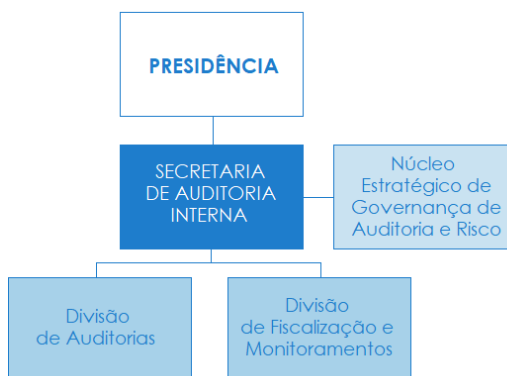 PRESIDÊNCIA
SECRETARIA
DE AUDITORIA
INTERNA
Núcleo
Estratégico de
Governança de
Auditoria e Risco
Divisão
de Auditorias
Divisão
de Fiscalização e
Monitoramentos